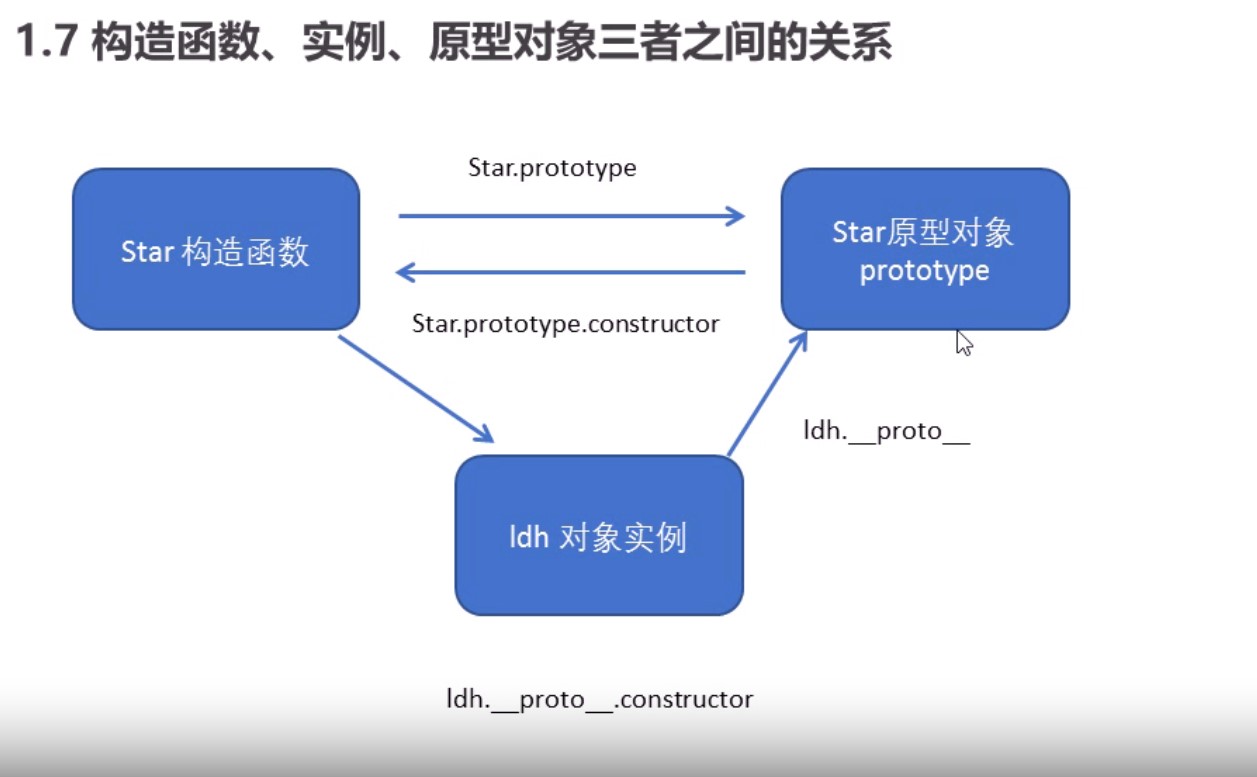 1.7 构造函数、实例、原型对象三者之间的关系
Star.prototype
Star 构造函数
Star原型对象
prototype
Star.prototype.constructor
ldh.__proto__
ldh 对象实例
ldh.__proto__.constructor